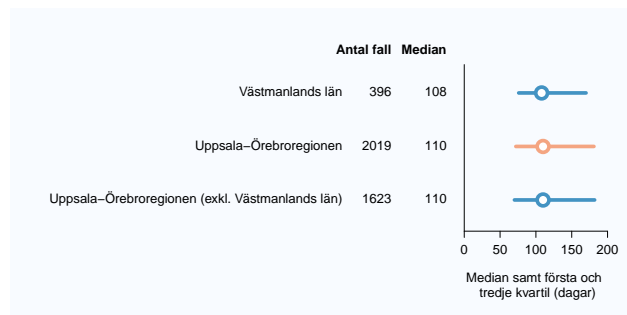 Antal fall Median
Västmanlands län 396 108
Uppsala−Örebroregionen 2019 110
Uppsala−Örebroregionen (exkl. Västmanlands län) 1623 110
0 50 100 150 200
Median samt första och
tredje kvartil (dagar)